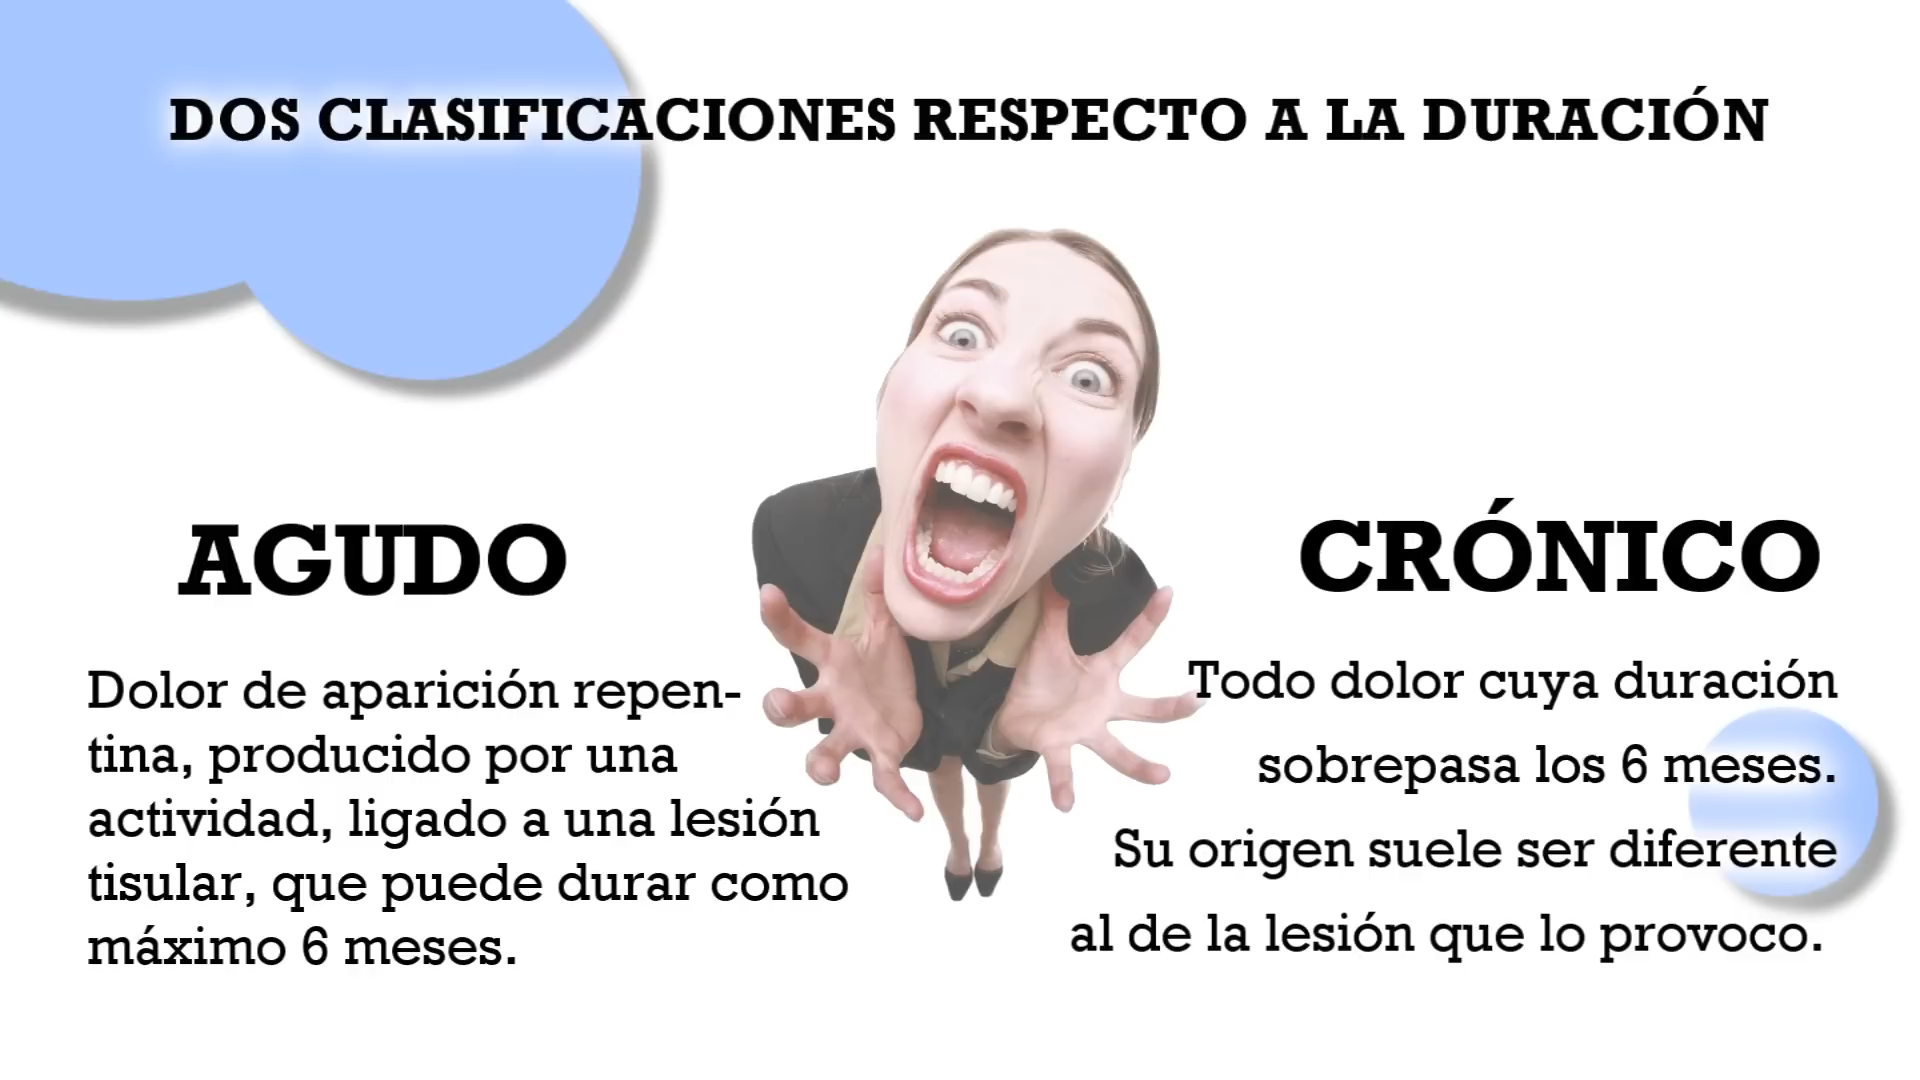 DOS CLASIFICACIONES RESPECTO A LA DURACIÓN
AGUDO
Dolor de aparición repen-
tina, producido por una
actividad, ligado a una lesión
tisular, que puede durar como
máximo 6 meses.
CRÓNICO
Todo dolor cuya duración
sobrepasa los 6 meses.
Su origen suele ser diferente
al de la lesión que lo provoco.